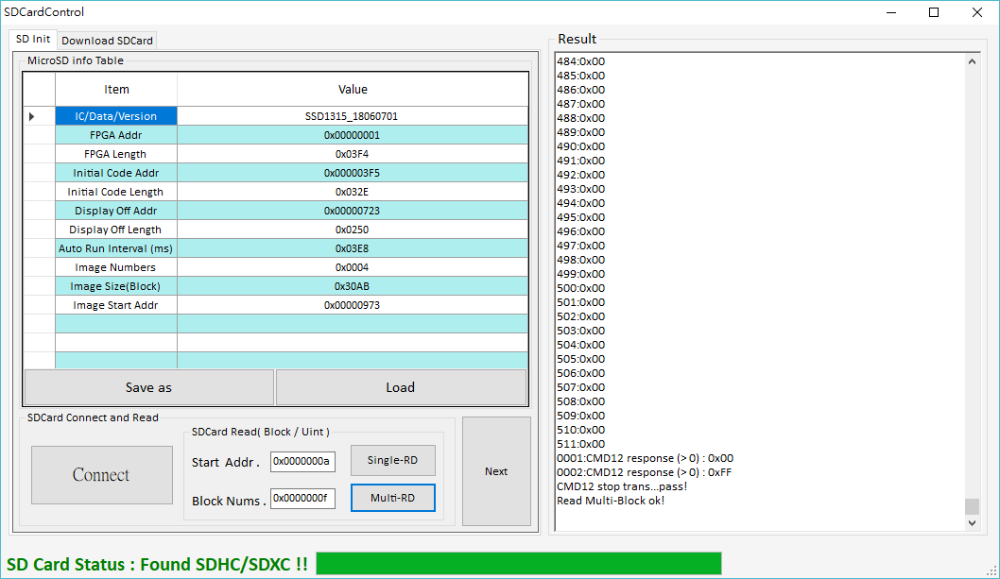 SDCardControl
SD Init
Download SDCard
MicroSD info Table
Item Value
IC/Data/Version SSD1315_18060701
FPGA Addr 0x00000001
FPGA Length 0x03F4
Initial Code Addr 0x000003F5
Initial Code Length 0x032E
Display Off Addr 0x00000723
Display Off Length 0x0250
Auto Run Interval (ms) 0x03E8
Image Numbers 0x0004
Image Size(Block) 0x30AB
Image Start Addr 0x00000973
Save as
Load
SDCard Connect and Read
Connect
SDCard Read( Block / Uint )
Start Addr . 0x0000000a
Single-RD
Block Nums . 0x0000000f
Multi-RD
Next
Result
484:0x00
485:0x00
486:0x00
487:0x00
488:0x00
489:0x00
490:0x00
491:0x00
492:0x00
493:0x00
494:0x00
495:0x00
496:0x00
497:0x00
498:0x00
499:0x00
500:0x00
501:0x00
502:0x00
503:0x00
504:0x00
505:0x00
506:0x00
507:0x00
508:0x00
509:0x00
510:0x00
511:0x00
0001:CMD12 response (> 0) : 0x00
0002:CMD12 response (> 0) : 0xFF
CMD12 stop trans...pass!
Read Multi-Block ok!
SD Card Status : Found SDHC/SDXC !!